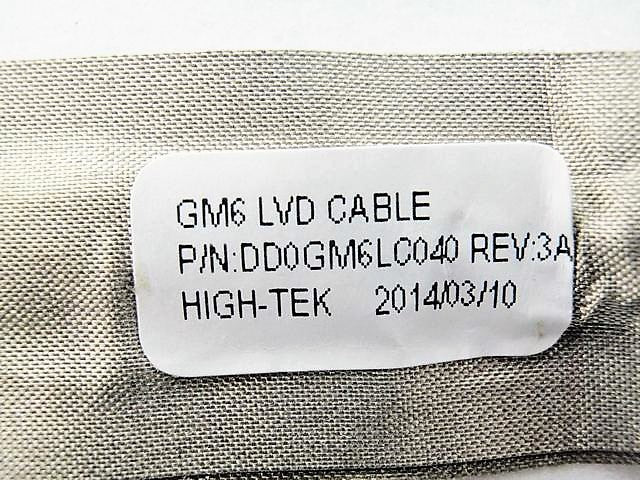 GM6 LVD CABLE
P/N:DD0GM6LC040 REV:3A
HIGH-TEK 2014/03/10